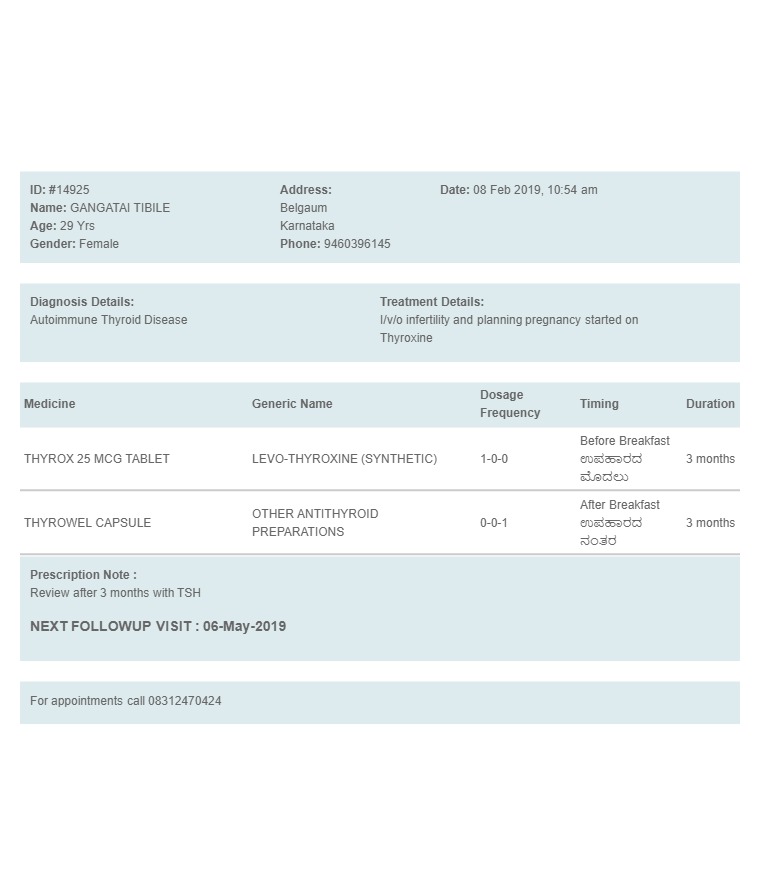 ID: #14925
Name: GANGATAI TIBILE
Age: 29 Yrs
Gender: Female
Address:
Belgaum
Karnataka
Phone: 9460396145
Date: 08 Feb 2019, 10:54 am
Diagnosis Details:
Autoimmune Thyroid Disease
Treatment Details:
I/v/o infertility and planning pregnancy started on
Thyroxine
Medicine
Generic Name
Dosage
Frequency
Timing
Duration
THYROX 25 MCG TABLET
LEVO-THYROXINE (SYNTHETIC)
1-0-0
Before Breakfast
ಉಪಹಾರದ
ಮೊದಲು
3 months
THYROWEL CAPSULE
OTHER ANTITHYROID
PREPARATIONS
0-0-1
After Breakfast
ಉಪಹಾರದ
ನಂತರ
3 months
Prescription Note :
Review after 3 months with TSH
NEXT FOLLOWUP VISIT : 06-May-2019
For appointments call 08312470424